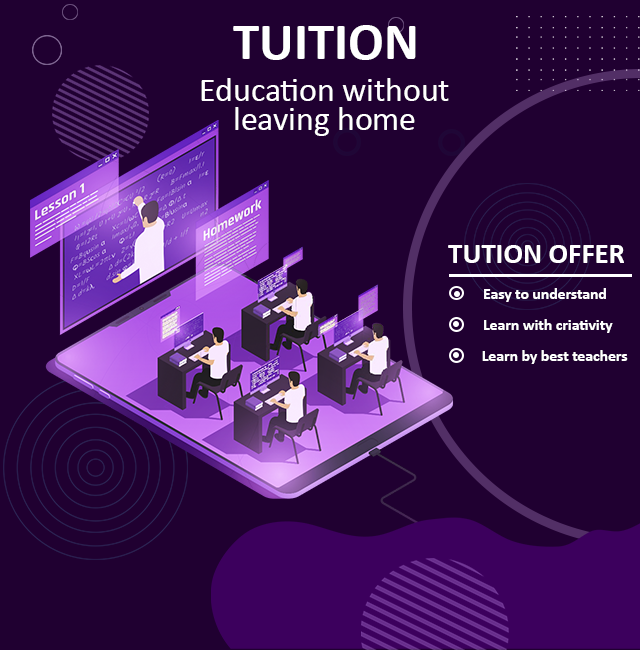 TUITION
Education without
leaving home
Lesson 1
Homework
TUTION OFFER
Easy to understand
Learn with criativity
Learn by best teachers